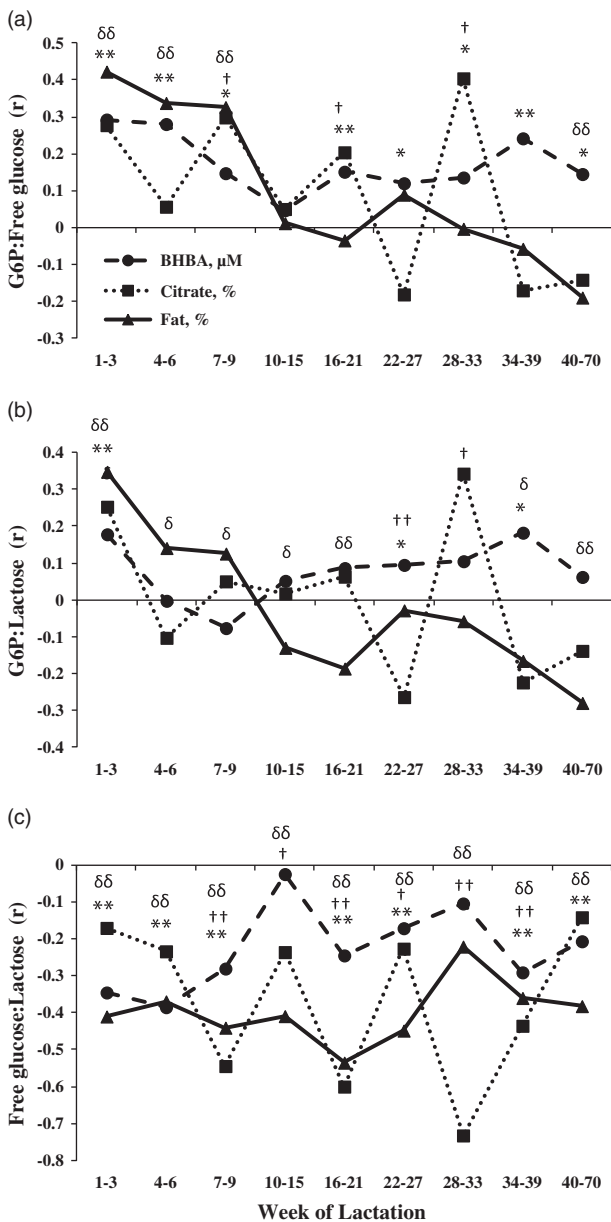 (a)
G6P:Free glucose (r)
δδ δδ δδ † †
** ** † ** * * ** δδ
* *
0.5
0.4
0.3
0.2
0.1
0
-0.1
-0.2
-0.3
BHBA, µM
Citrate, %
Fat, %
1-3 4-6 7-9 10-15 16-21 22-27 28-33 34-39 40-70
(b)
G6P:Lactose (r)
δδ † δ
** δ δ δ δδ †† * δδ
*
0.4
0.3
0.2
0.1
0
-0.1
-0.2
-0.3
-0.4
1-3 4-6 7-9 10-15 16-21 22-27 28-33 34-39 40-70
(c)
Free glucose:Lactose (r)
δδ δδ
δδ δδ δδ † δδ δδ †† δδ δδ
** ** †† †† † †† **
** ** ** **
0
-0.1
-0.2
-0.3
-0.4
-0.5
-0.6
-0.7
-0.8
1-3 4-6 7-9 10-15 16-21 22-27 28-33 34-39 40-70
Week of Lactation